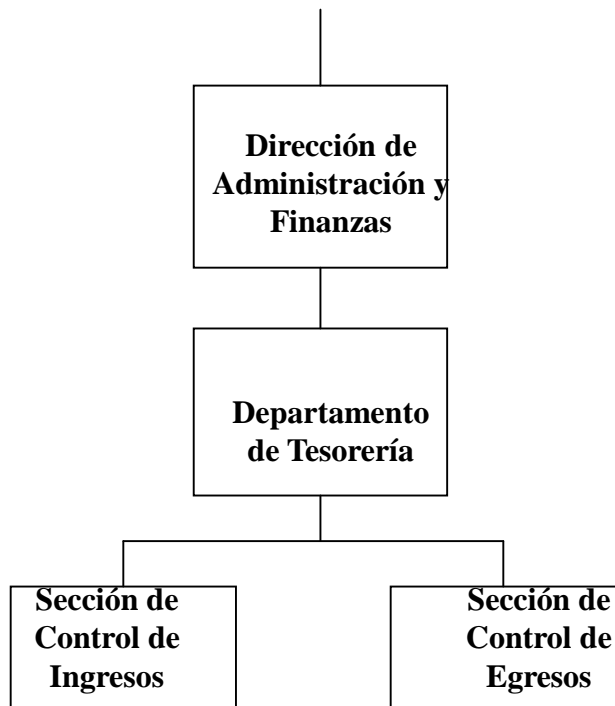 Dirección de
Administración y
Finanzas
Departamento
de Tesorería
Sección de
Control de
Ingresos
Sección de
Control de
Egresos